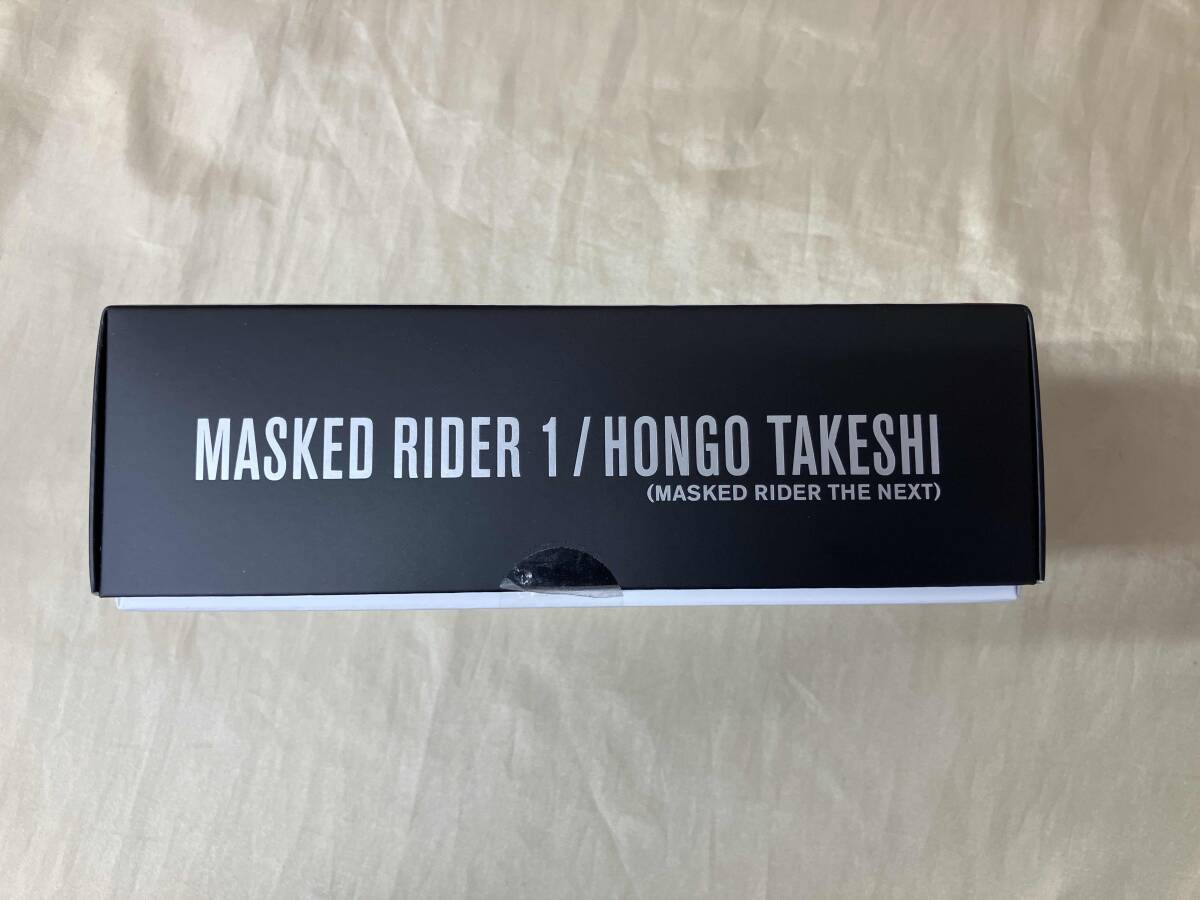 MASKED RIDER 1 / HONGO TAKESHI
(MASKED RIDER THE NEXT)